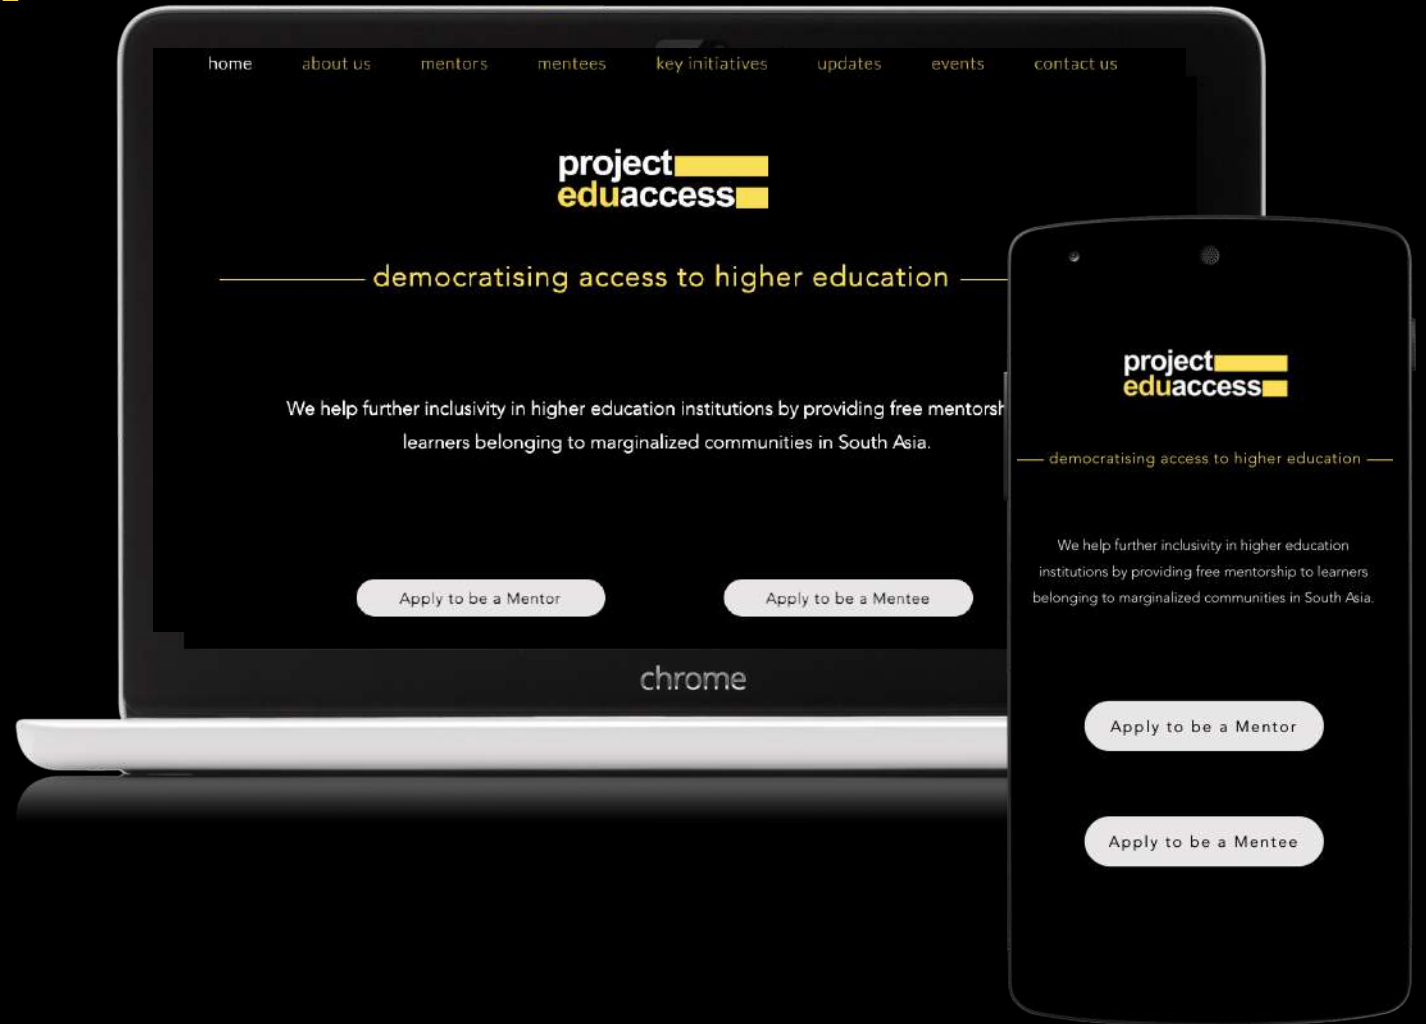 home about us mentors mentees key initiatives updates events contact us
project
eduaccess
democratising access to higher education
We help further inclusivity in higher education institutions by providing free
learners belonging to marginalized communities in South Asia.
Apply to be a Mentor Apply to be a Mentee
chrome
project
eduaccess
democratising access to higher education
We help further inclusivity in higher education
institutions by providing free mentorship to learners
belonging to marginalized communities in South Asia.
Apply to be a Mentor
Apply to be a Mentee